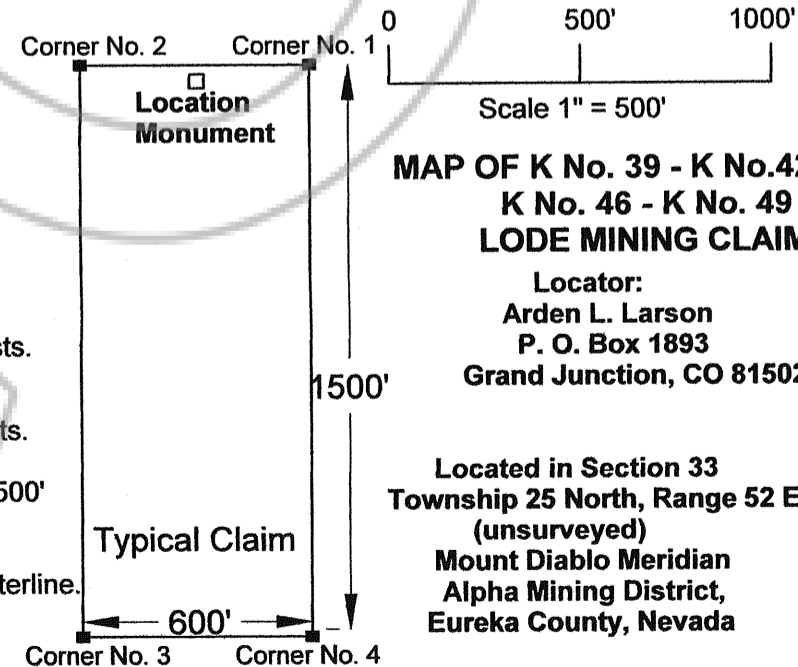 0 500' 1000'
Corner No. 2 Corner No. 1
Location
Monument
Scale 1" = 500'
MAP OF K No. 39 - K No.
K No. 46 - K No. 49
LODE MINING
Locator:
Arden L. Larson
P. O. Box 1893
Grand Junction, CO 81502
1500'
Located in Section 33
Township 25 North, Range 52 E
(unsurveyed)
Mount Diablo Meridian
Alpha Mining District,
Eureka County, Nevada
Typical Claim
600'
Corner No. 3 Corner No. 4